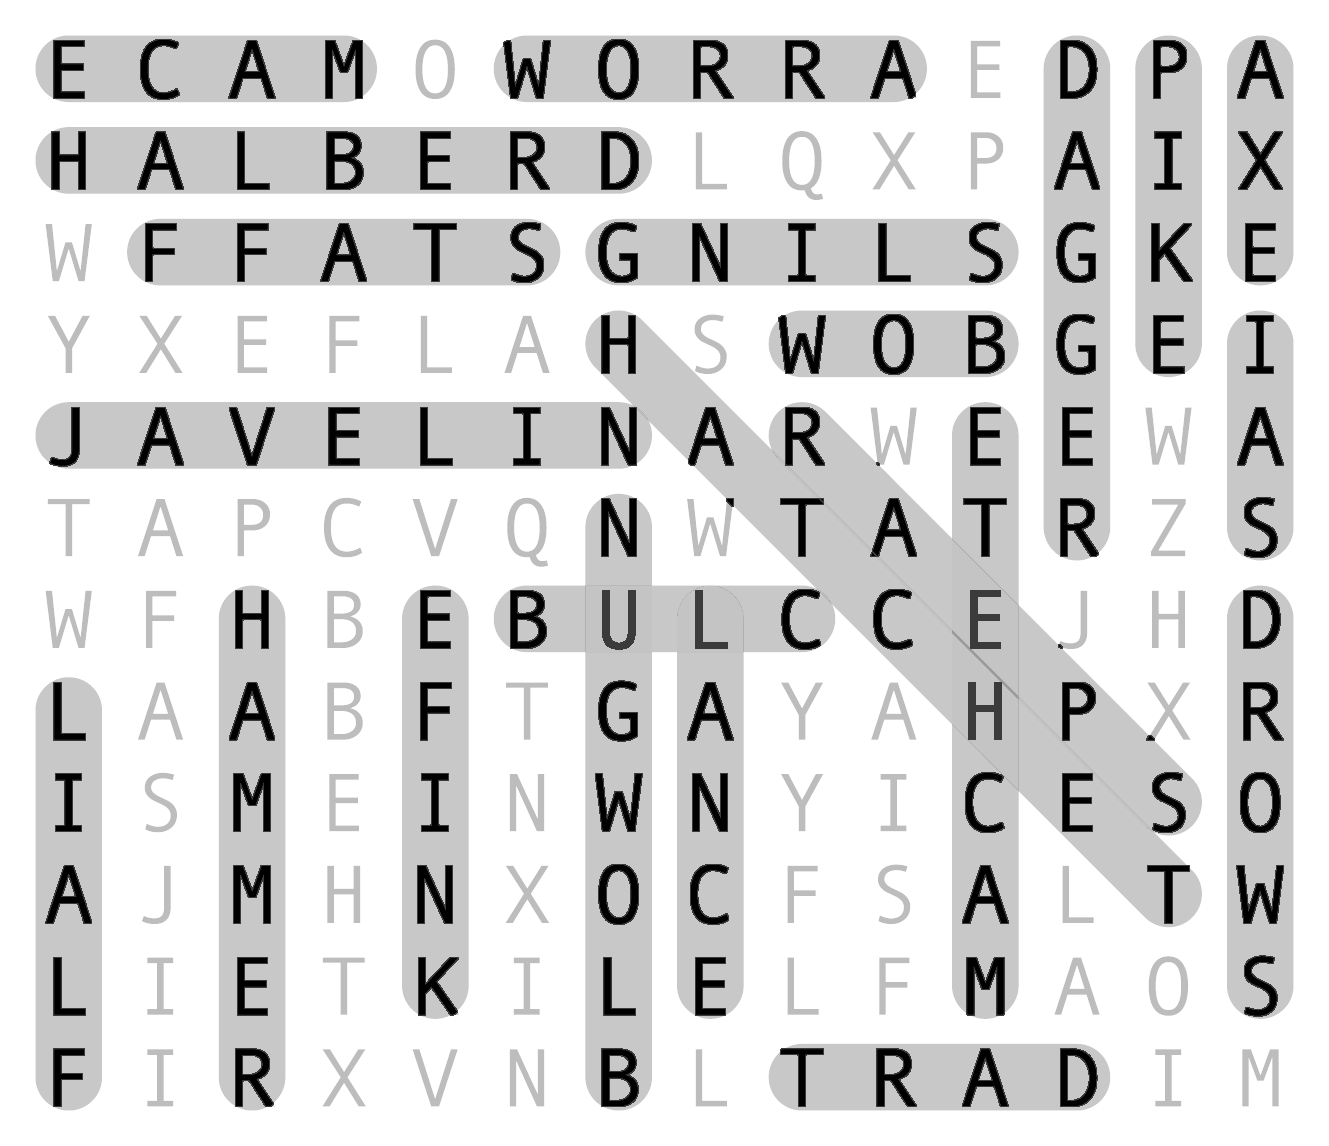 E C A M O W O R R A E D P A
H A L B E R D L Q X P A I X
W F F A T S G N I L S G K E
Y X E F L A H S W O B G E I
J A V E L I N A R W E E W A
T A P C V Q N W T A T R Z S
W F H B E B U L C C E J H D
L A A B F T G A Y A H P X R
I S M E I N W N Y I C E S O
A J M H N X O C F S A L T W
L I E T K I L E L F M A O S
F I R X V N B L T R A D I M